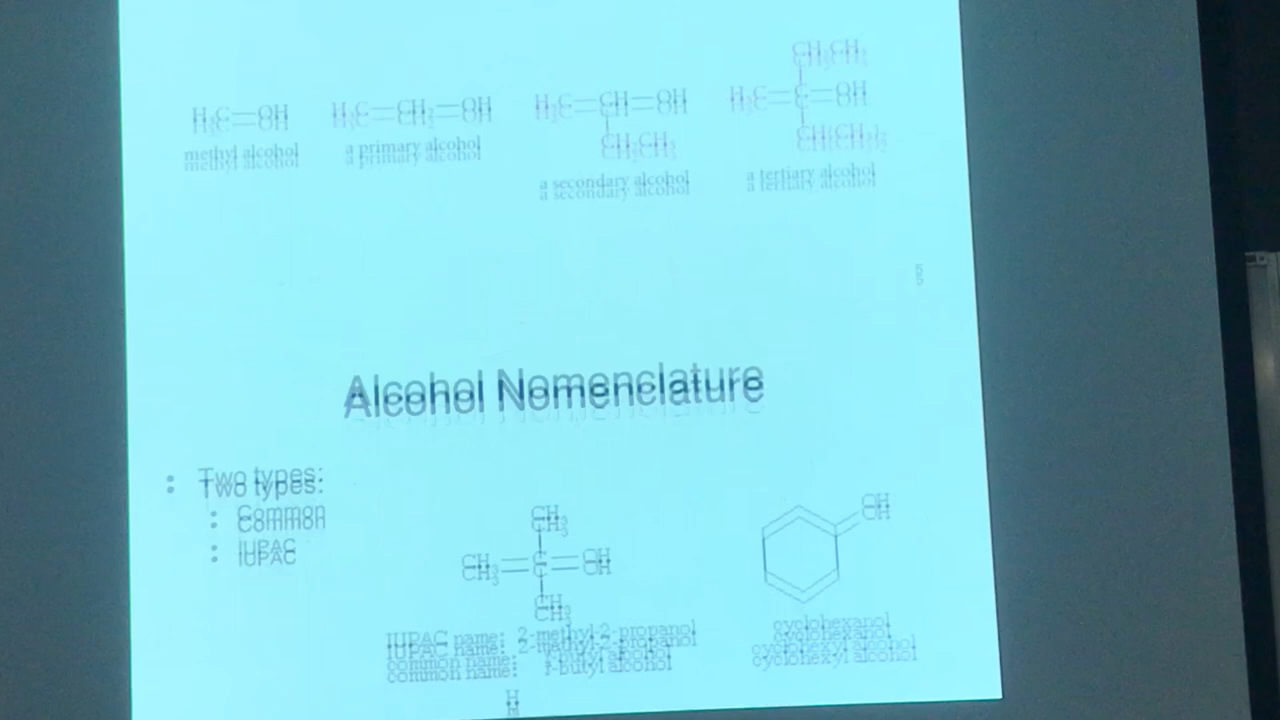 CH₂CH₃
H₃C—OH H₃C—CH₂—OH H₃C—CH—OH H₃C—C—OH
CH₂CH₃ CH(CH₃)₂
methyl alcohol a primary alcohol a secondary alcohol a tertiary alcohol
5
Alcohol Nomenclature
• Two types:
• Common
• IUPAC
CH₃
CH₃—C—OH
CH₃
OH
IUPAC name: 2-methyl-2-propanol
common name: t-butyl alcohol
cyclohexanol
cyclohexyl alcohol
H